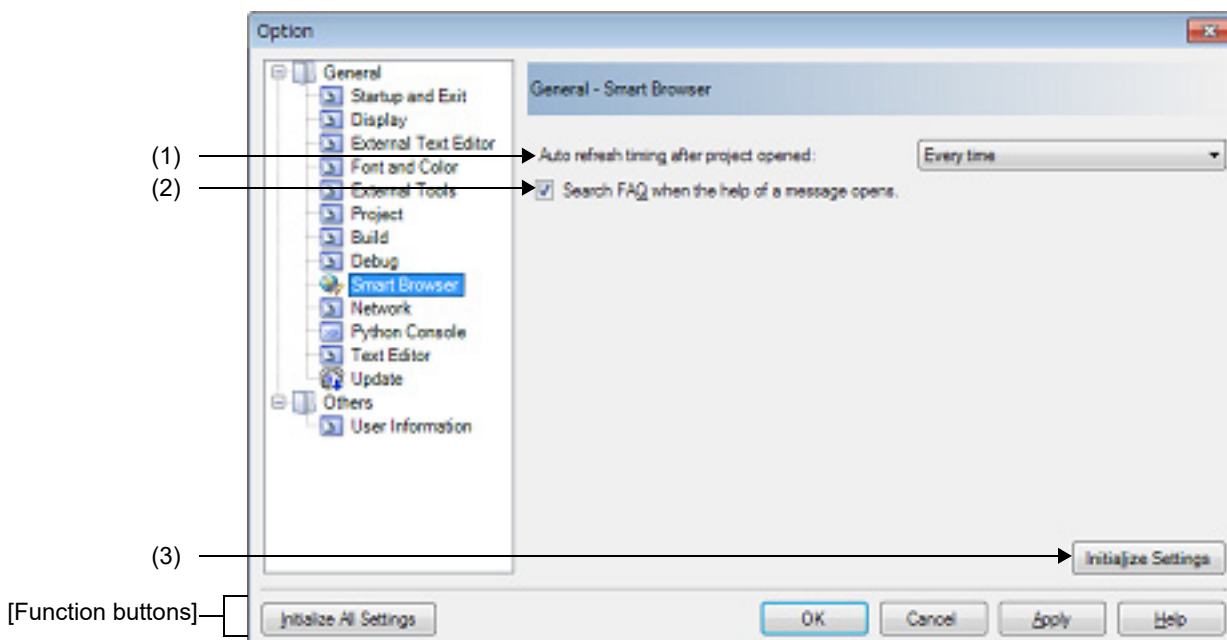 Option
General
Startup and Exit
Display
External Text Editor
Font and Color
External Tools
Project
Build
Debug
Smart Browser
Network
Python Console
Text Editor
Update
Others
User Information
General - Smart Browser
(1)
Auto refresh timing after project opened: Every time
(2)
Search FAQ when the help of a message opens.
(3)
Initialize Settings
[Function buttons]
Initialize All Settings OK Cancel Apply Help